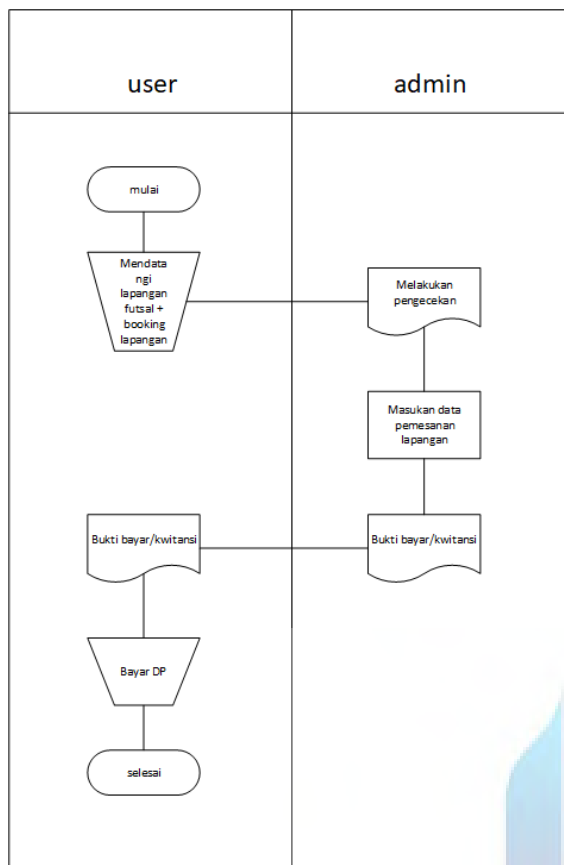 user
admin
mulai
Mendata
ngi
lapangan
futsal +
booking
lapangan
Melakukan
pengecekan
Masukan data
pemesanan
lapangan
Bukti bayar/kwitansi
Bukti bayar/kwitansi
Bayar DP
selesai